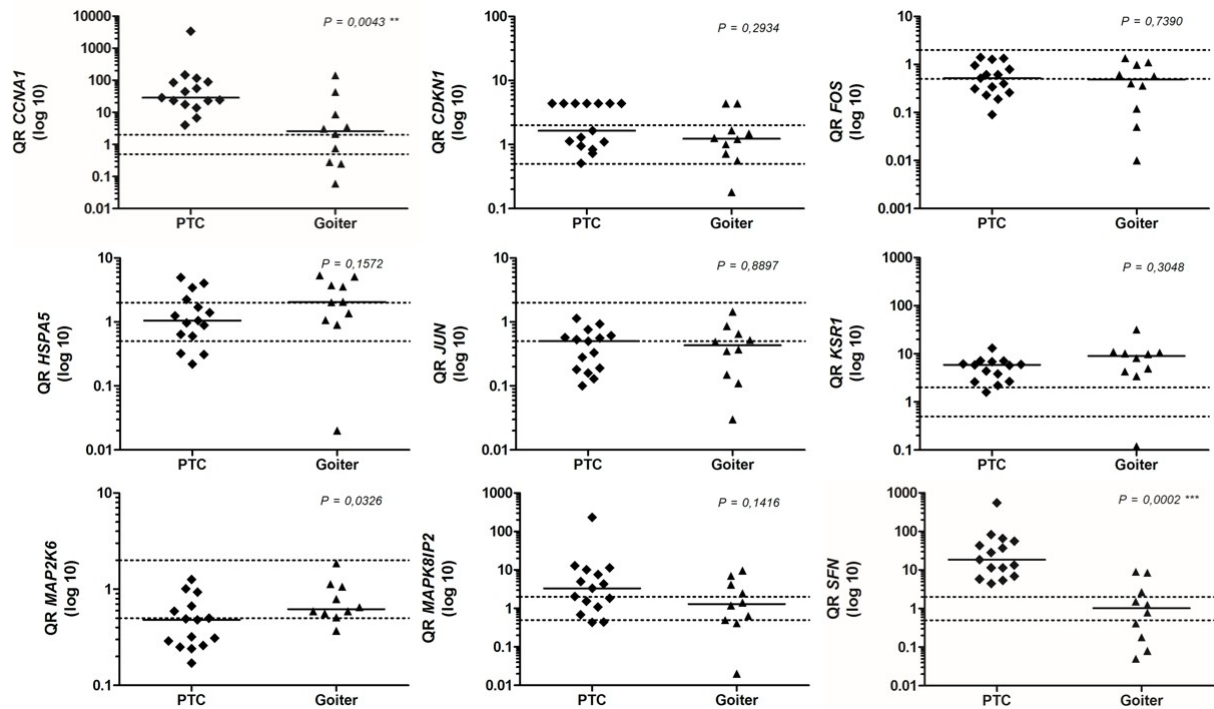 P = 0,0043 **
QR CCNA1
(log 10)
10000
1000
100
10
1
0.1
0.01
PTC
Goiter
P = 0,2934
QR CDKN1
(log 10)
100
10
1
0.1
PTC
Goiter
P = 0,7390
QR FOS
(log 10)
10
1
0.1
0.01
0.001
PTC
Goiter
P = 0,1572
QR HSPA5
(log 10)
10
1
0.1
0.01
PTC
Goiter
P = 0,8897
QR JUN
(log 10)
10
1
0.1
0.01
PTC
Goiter
P = 0,3048
QR KSR1
(log 10)
1000
100
10
1
0.1
PTC
Goiter
P = 0,0326
QR MAP2K6
(log 10)
10
1
0.1
PTC
Goiter
P = 0,1416
QR MAPK8IP2
(log 10)
1000
100
10
1
0.1
0.01
PTC
Goiter
P = 0,0002 ***
QR SFN
(log 10)
1000
100
10
1
0.1
0.01
PTC
Goiter